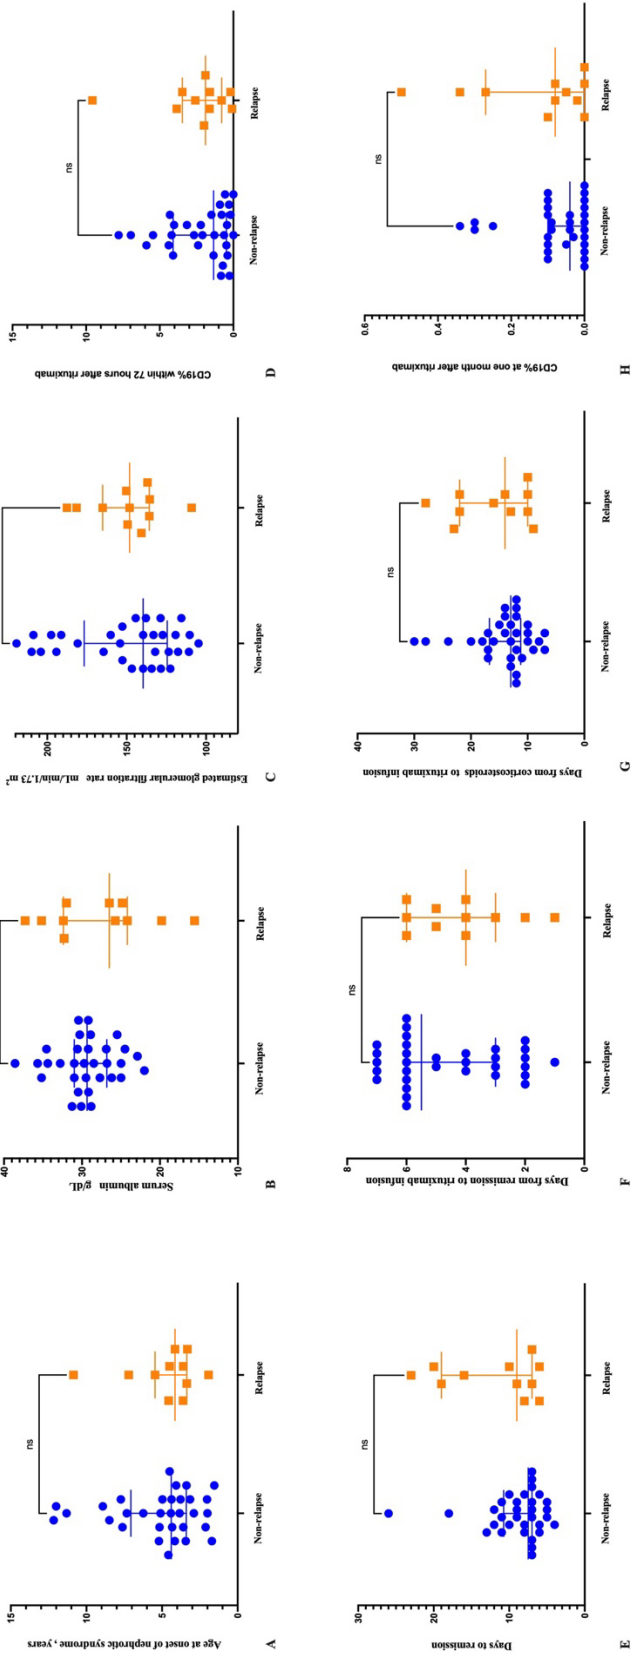 Age at onset of nephrotic syndrome , years
15
10
5
0
ns
Non-relapse
Relapse
A
Serum albumin g/dL
40
30
20
10
Non-relapse
Relapse
B
Estimated glomerular filtration rate mL/min/1.73 m²
200
150
100
Non-relapse
Relapse
C
CD19% within 72 hours after rituximab
15
10
5
0
ns
Non-relapse
Relapse
D
Days to remission
30
20
10
0
ns
Non-relapse
Relapse
E
Days from remission to rituximab infusion
8
6
4
2
0
ns
Non-relapse
Relapse
F
Days from corticosteroids to rituximab infusion
40
30
20
10
0
ns
Non-relapse
Relapse
G
CD19% at one month after rituximab
0.6
0.4
0.2
0.0
ns
Non-relapse
Relapse
H